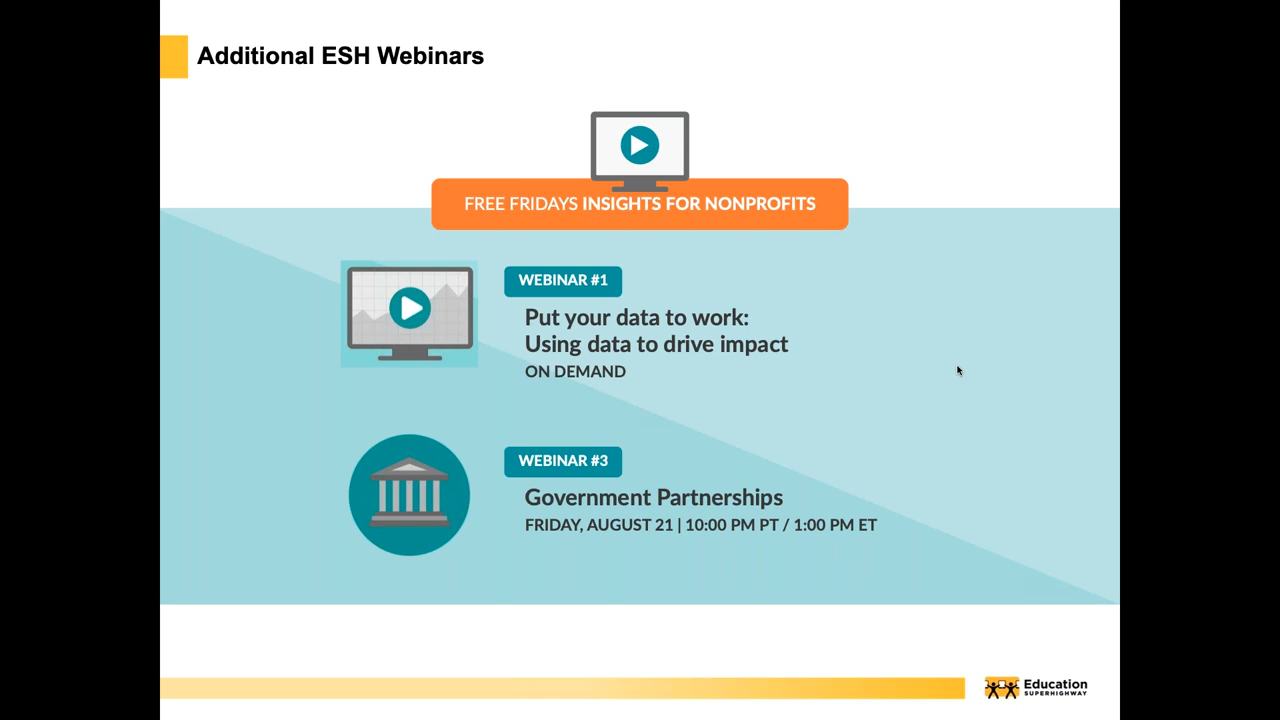 Additional ESH Webinars
FREE FRIDAYS INSIGHTS FOR NONPROFITS
WEBINAR #1
Put your data to work:
Using data to drive impact
ON DEMAND
WEBINAR #3
Government Partnerships
FRIDAY, AUGUST 21 | 10:00 PM PT / 1:00 PM ET
Education
SUPERHIGHWAY